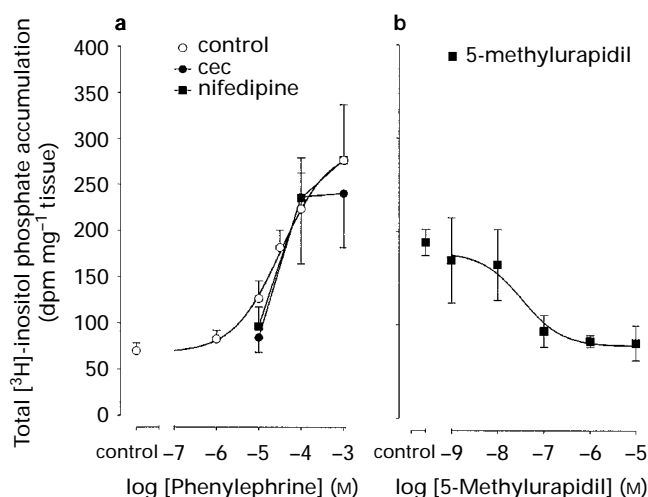 a
b
control
cec
nifedipine
5-methylurapidil
Total [³H]-inositol phosphate accumulation
(dpm mg⁻¹ tissue)
400
350
300
250
200
150
100
50
0
control −7 −6 −5 −4 −3
log [Phenylephrine] (M)
control −9 −8 −7 −6 −5
log [5-Methylurapidil] (M)